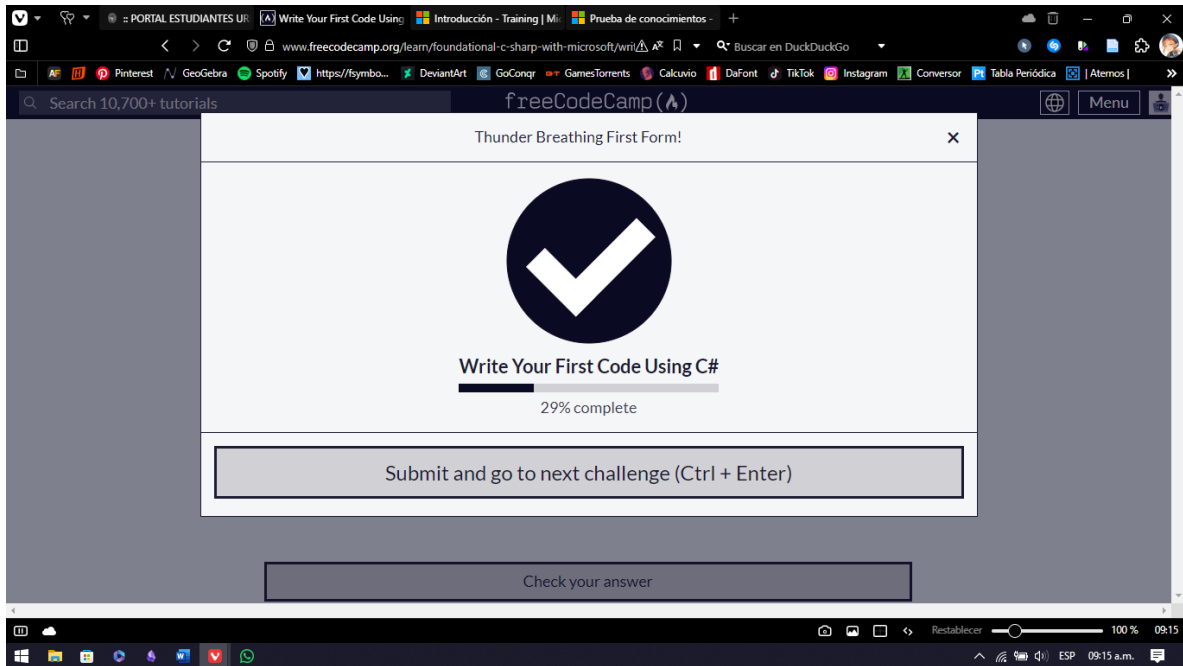 :: PORTAL ESTUDIANTES UR
Write Your First Code Using
Introducción - Training | Mic
Prueba de conocimientos -
www.freecodecamp.org/learn/foundational-c-sharp-with-microsoft/wri
Buscar en DuckDuckGo
AF
Pinterest
GeoGebra
Spotify
https://fsymbo...
DeviantArt
GoConqr
GamesTorrents
Calcuvio
DaFont
TikTok
Instagram
Conversor
Pt Tabla Periódica
| Aternos |
Search 10,700+ tutorials
freeCodeCamp
Menu
Thunder Breathing First Form!
Write Your First Code Using C#
29% complete
Submit and go to next challenge (Ctrl + Enter)
Check your answer
Restablecer
100 %
09:15
ESP
09:15 a.m.